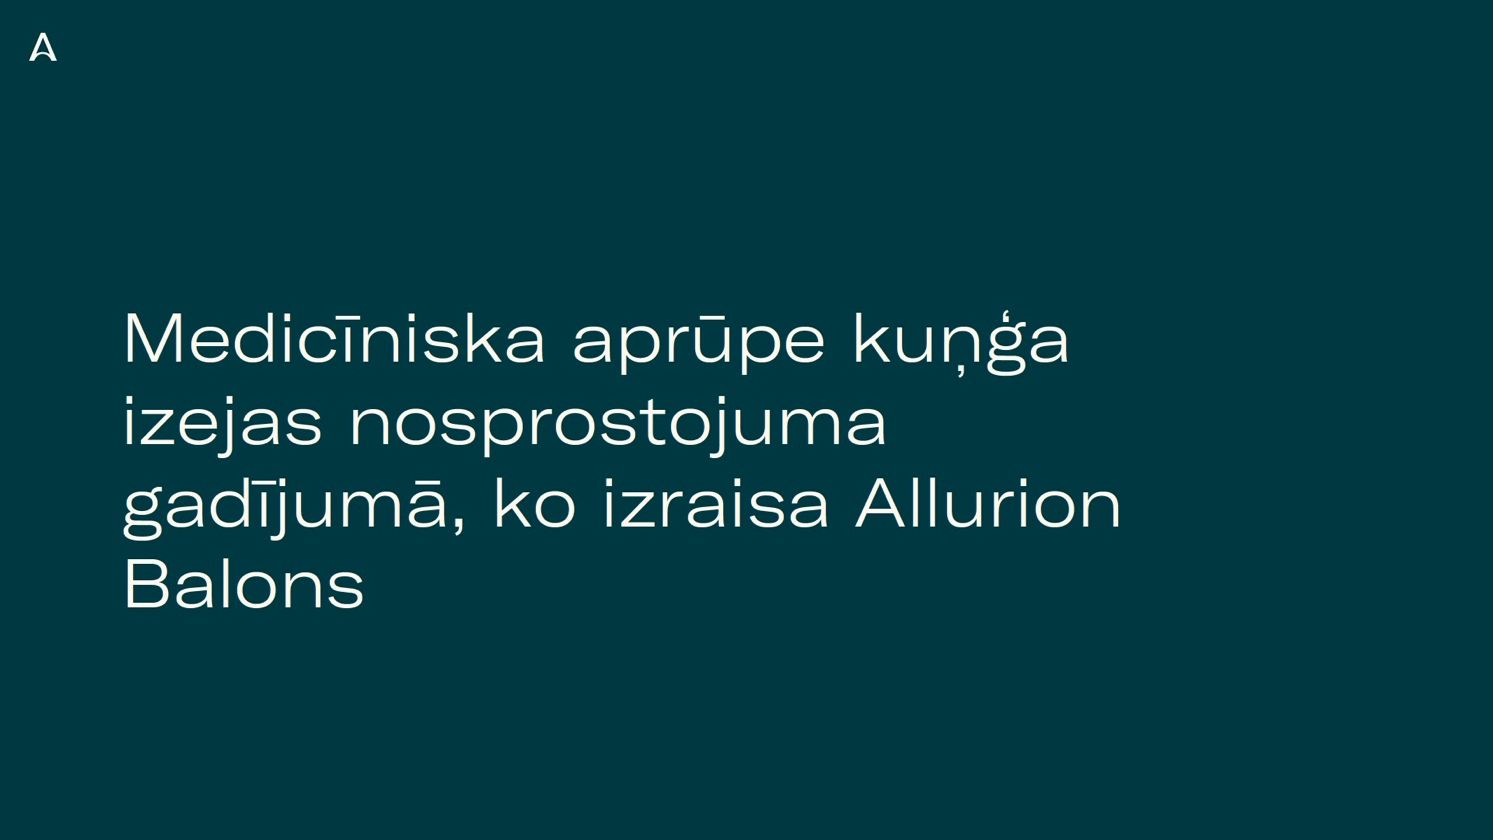 Medicīniska aprūpe kuņģa
izejas nosprostojuma
gadījumā, ko izraisa Allurion
Balons